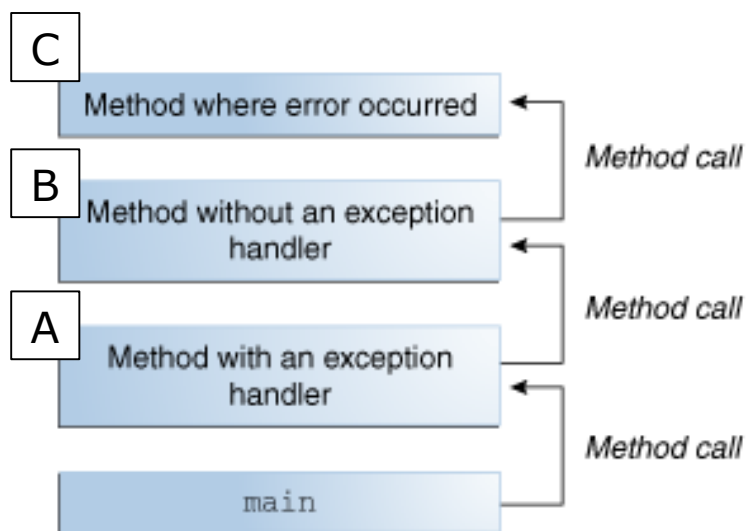 C
Method where error occurred
Method call
B
Method without an exception
handler
Method call
A
Method with an exception
handler
Method call
main